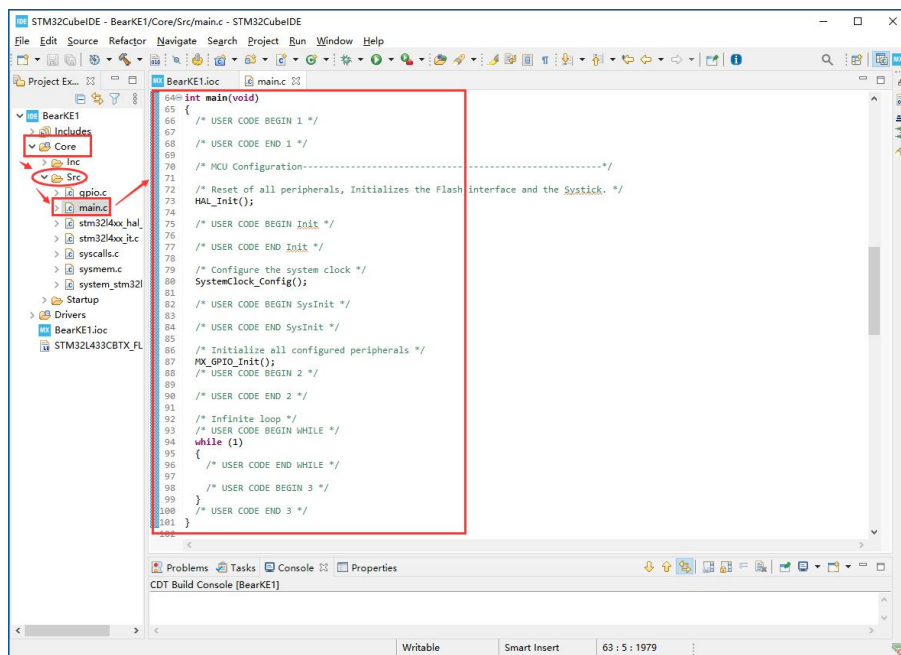 STM32CubeIDE - BearKE1/Core/Src/main.c - STM32CubeIDE
File Edit Source Refactor Navigate Search Project Run Window Help
Project Ex...
BearKE1
Includes
Core
Inc
Src
gpio.c
main.c
stm32l4xx_hal_
stm32l4xx_it.c
syscalls.c
sysmem.c
system_stm32l
Startup
Drivers
BearKE1.ioc
STM32L433CBTX_FL
BearKE1.ioc main.c
64 int main(void)
65 {
66 /* USER CODE BEGIN 1 */
67
68 /* USER CODE END 1 */
69
70 /* MCU Configuration--------------------------------------------------------*/
71
72 /* Reset of all peripherals, Initializes the Flash interface and the Systick. */
73 HAL_Init();
74
75 /* USER CODE BEGIN Init */
76
77 /* USER CODE END Init */
78
79 /* Configure the system clock */
80 SystemClock_Config();
81
82 /* USER CODE BEGIN SysInit */
83
84 /* USER CODE END SysInit */
85
86 /* Initialize all configured peripherals */
87 MX_GPIO_Init();
88 /* USER CODE BEGIN 2 */
89
90 /* USER CODE END 2 */
91
92 /* Infinite loop */
93 /* USER CODE BEGIN WHILE */
94 while (1)
95 {
96 /* USER CODE END WHILE */
97
98 /* USER CODE BEGIN 3 */
99 }
100 /* USER CODE END 3 */
101 }
102
Problems Tasks Console Properties
CDT Build Console [BearKE1]
Writable Smart Insert 63 : 5 : 1979